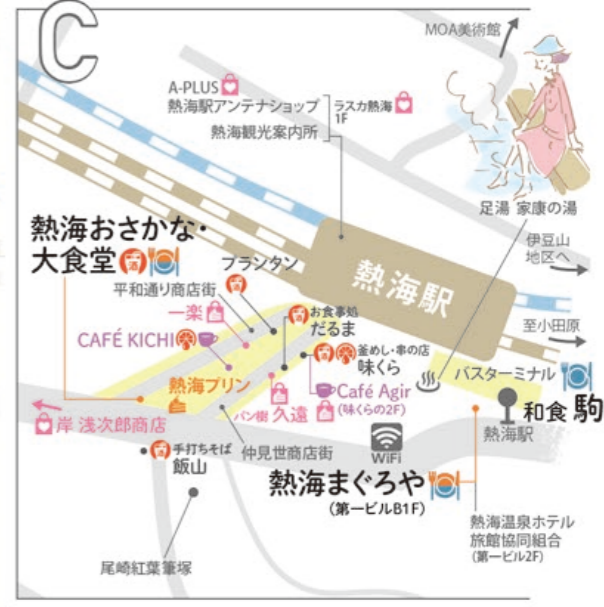 C
MOA美術館
A-PLUS
熱海駅アンテナショップ
熱海観光案内所
ラスカ熱海
1F
足湯 家康の湯
伊豆山
地区へ
熱海おさかな・
大食堂
プランタン
平和通り商店街
一楽
CAFÉ KICHI
熱海プリン
お食事処
だるま
釜めし・串の店
味くら
Café Agir
(味くらの2F)
パン樹 久遠
熱海駅
至小田原
バスターミナル
和食 駒
熱海駅
岸 浅次郎商店
手打ちそば
飯山
仲見世商店街
WiFi
熱海まぐろや
(第一ビルB1F)
熱海温泉ホテル
旅館協同組合
(第一ビル2F)
尾崎紅葉筆塚